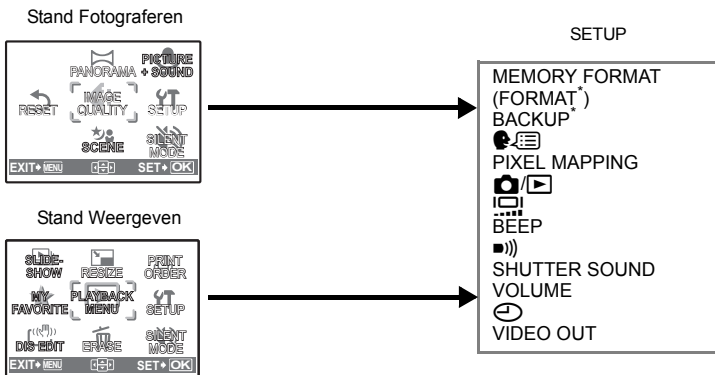 Stand Fotograferen
PANORAMA
PICTURE
+ SOUND
RESET
IMAGE
QUALITY
SETUP
SCENE
SILENT
MODE
EXIT MENU
SET OK
Stand Weergeven
SLIDE-
SHOW
RESIZE
PRINT
ORDER
MY
FAVORITE
PLAYBACK
MENU
SETUP
DIS EDIT
ERASE
SILENT
MODE
EXIT MENU
SET OK
SETUP
MEMORY FORMAT
(FORMAT*)
BACKUP*
PIXEL MAPPING
BEEP
SHUTTER SOUND
VOLUME
VIDEO OUT